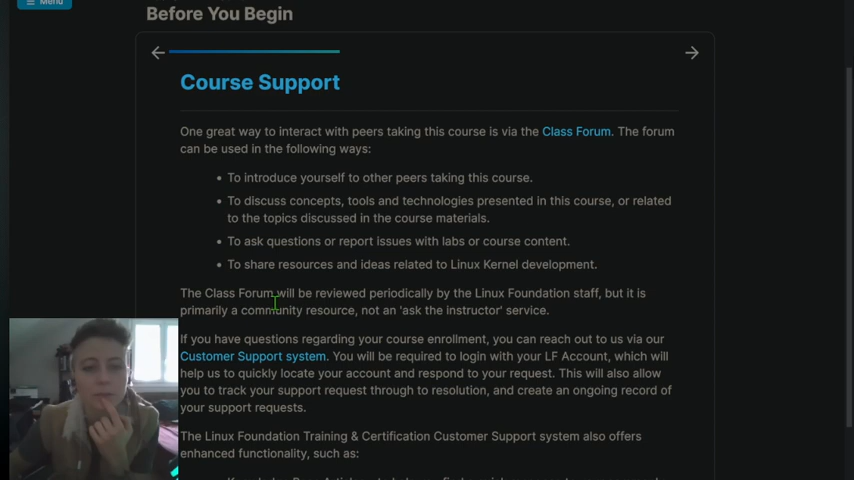 Menu
Before You Begin
Course Support
One great way to interact with peers taking this course is via the Class Forum. The forum
can be used in the following ways:
To introduce yourself to other peers taking this course.
To discuss concepts, tools and technologies presented in this course, or related
to the topics discussed in the course materials.
To ask questions or report issues with labs or course content.
To share resources and ideas related to Linux Kernel development.
The Class Forum will be reviewed periodically by the Linux Foundation staff, but it is
primarily a community resource, not an 'ask the instructor' service.
If you have questions regarding your course enrollment, you can reach out to us via our
Customer Support system. You will be required to login with your LF Account, which will
help us to quickly locate your account and respond to your request. This will also allow
you to track your support request through to resolution, and create an ongoing record of
your support requests.
The Linux Foundation Training & Certification Customer Support system also offers
enhanced functionality, such as: